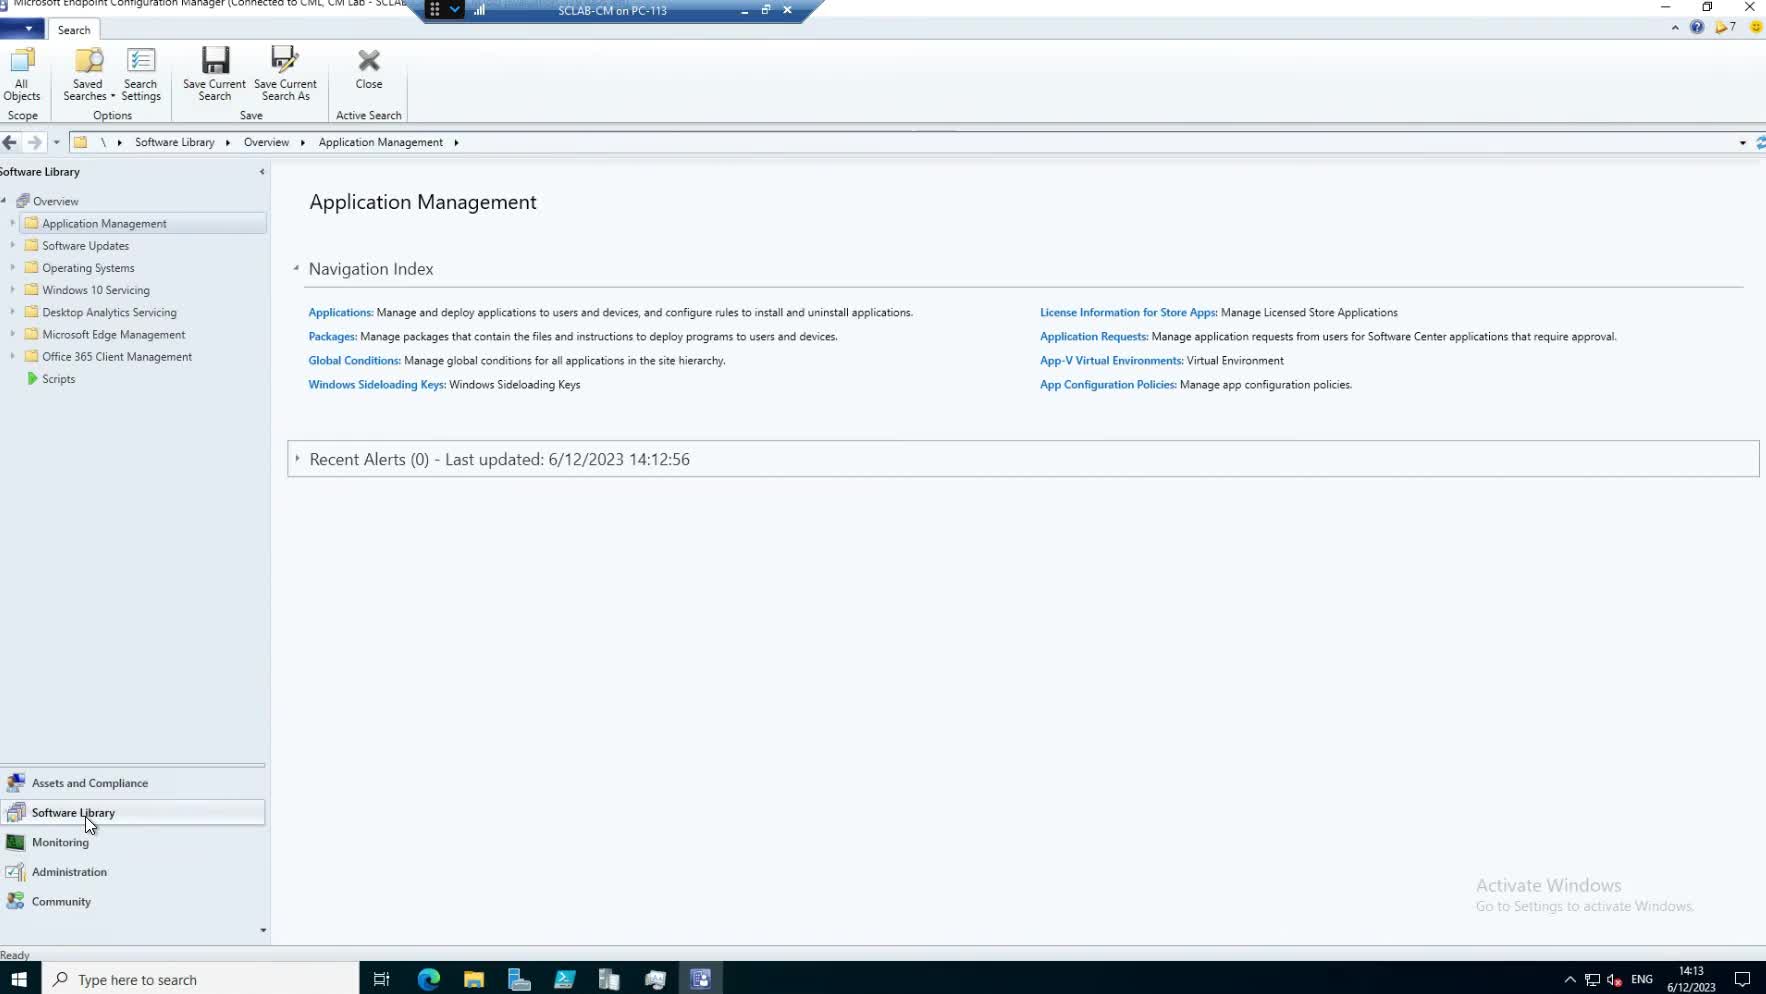 Microsoft Endpoint Configuration Manager (Connected to CML, CM Lab - SCLAB
SCLAB-CM on PC-113
Search
7
All Objects
Saved Searches
Search Settings
Save Current Search
Save Current Search As
Close
Scope
Options
Save
Active Search
\ Software Library Overview Application Management
Software Library
Overview
Application Management
Software Updates
Operating Systems
Windows 10 Servicing
Desktop Analytics Servicing
Microsoft Edge Management
Office 365 Client Management
Scripts
Application Management
Navigation Index
Applications: Manage and deploy applications to users and devices, and configure rules to install and uninstall applications.
Packages: Manage packages that contain the files and instructions to deploy programs to users and devices.
Global Conditions: Manage global conditions for all applications in the site hierarchy.
Windows Sideloading Keys: Windows Sideloading Keys
License Information for Store Apps: Manage Licensed Store Applications
Application Requests: Manage application requests from users for Software Center applications that require approval.
App-V Virtual Environments: Virtual Environment
App Configuration Policies: Manage app configuration policies.
Recent Alerts (0) - Last updated: 6/12/2023 14:12:56
Assets and Compliance
Software Library
Monitoring
Administration
Community
Activate Windows
Go to Settings to activate Windows.
Ready
Type here to search
ENG
14:13
6/12/2023